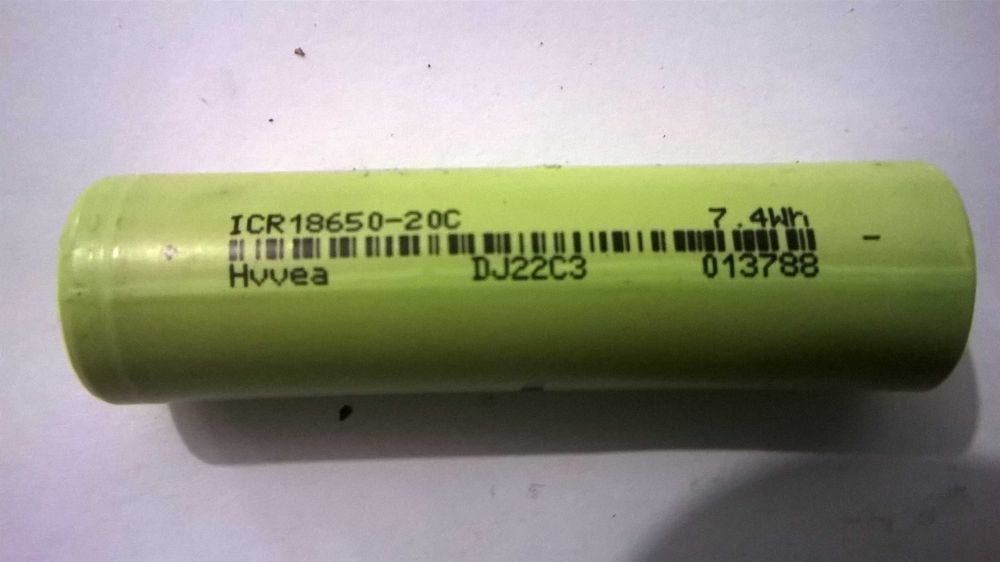 ICR18650-20C 7.4Wh
-
Hvvea DJ22C3 013788